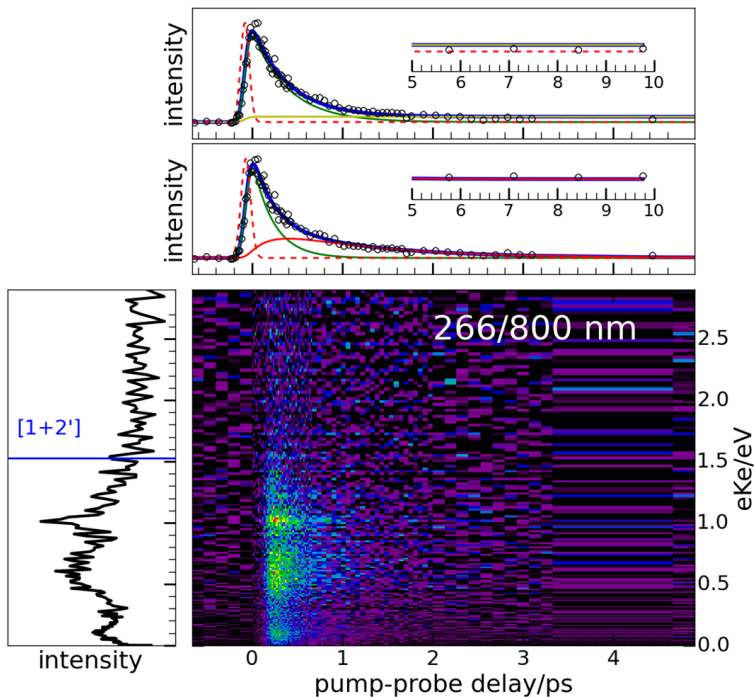 intensity
5 6 7 8 9 10
intensity
5 6 7 8 9 10
[1+2']
266/800 nm
2.5
2.0
1.5
1.0
0.5
0.0
eKe/eV
intensity
0 1 2 3 4
pump-probe delay/ps